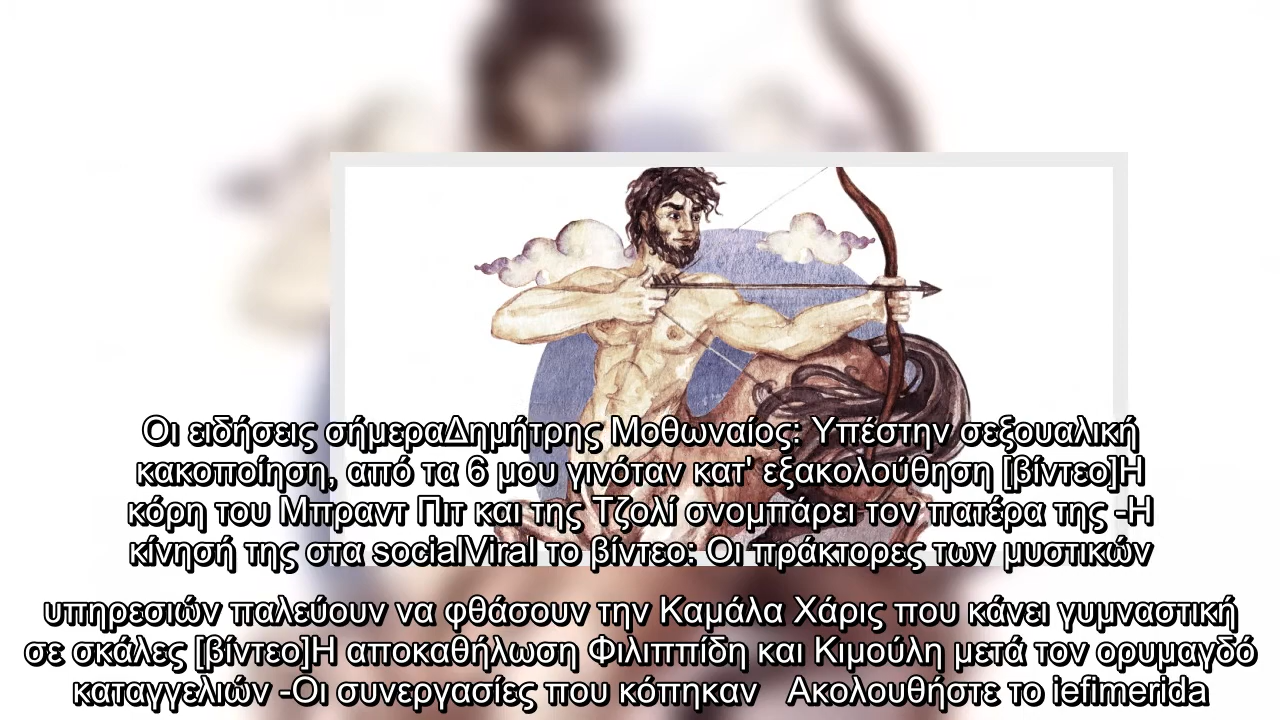 Οι ειδήσεις σήμεραΔημήτρης Μοθωναίος: Υπέστην σεξουαλική
κακοποίηση, από τα 6 μου γινόταν κατ' εξακολούθηση [βίντεο]Η
κόρη του Μπραντ Πιτ και της Τζολί σνομπάρει τον πατέρα της -Η
κίνησή της στα socialViral το βίντεο: Οι πράκτορες των μυστικών
υπηρεσιών παλεύουν να φθάσουν την Καμάλα Χάρις που κάνει γυμναστική
σε σκάλες [βίντεο]Η αποκαθήλωση Φιλιππίδη και Κιμούλη μετά τον ορυμαγδό
καταγγελιών -Οι συνεργασίες που κόπηκαν   Ακολουθήστε το iefimerida